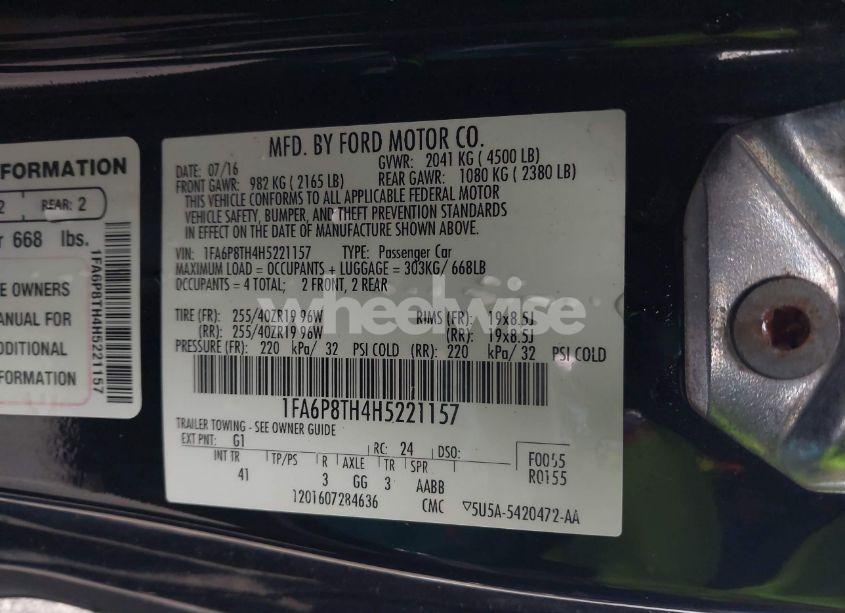 FORMATION
2 REAR: 2
668 lbs.
E OWNERS
ANUAL FOR
DDITIONAL
FORMATION
1FA6P8TH4H5221157
MFD. BY FORD MOTOR CO.
DATE: 07/16 GVWR: 2041 KG ( 4500 LB)
FRONT GAWR: 982 KG ( 2165 LB) REAR GAWR: 1080 KG ( 2380 LB)
THIS VEHICLE CONFORMS TO ALL APPLICABLE FEDERAL MOTOR
VEHICLE SAFETY, BUMPER, AND THEFT PREVENTION STANDARDS
IN EFFECT ON THE DATE OF MANUFACTURE SHOWN ABOVE.
VIN: 1FA6P8TH4H5221157 TYPE: Passenger Car
MAXIMUM LOAD = OCCUPANTS + LUGGAGE = 303KG/ 668LB
OCCUPANTS = 4 TOTAL; 2 FRONT, 2 REAR
wheelwise
TIRE (FR): 255/40ZR19 96W RIMS (FR): 19x8.5J
(RR): 255/40ZR19 96W (RR): 19x8.5J
PRESSURE (FR): 220 kPa/ 32 PSI COLD (RR): 220 kPa/ 32 PSI COLD
1FA6P8TH4H5221157
TRAILER TOWING - SEE OWNER GUIDE
EXT PNT: G1 RC: 24 DSO:
INT TR TP/PS R AXLE TR SPR
41 3 GG 3 AABB
F0055
R0155
1201607284636 CMC ▽5U5A-5420472-AA